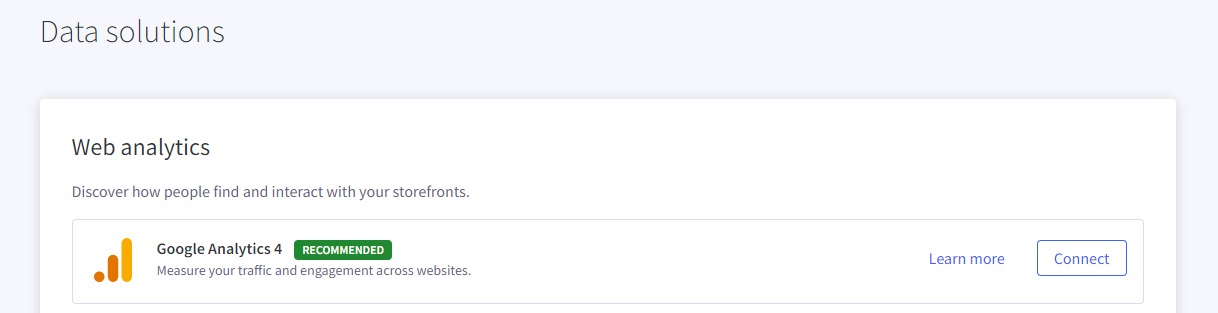 Data solutions
Web analytics
Discover how people find and interact with your storefronts.
Google Analytics 4 RECOMMENDED
Measure your traffic and engagement across websites.
Learn more Connect